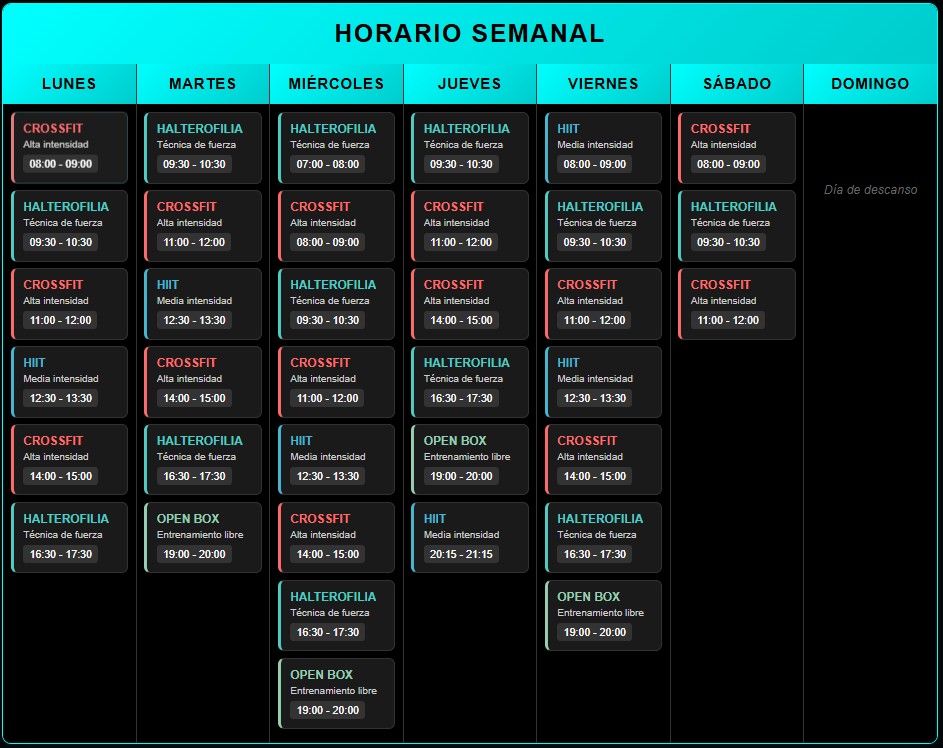 HORARIO SEMANAL
LUNES
MARTES
MIÉRCOLES
JUEVES
VIERNES
SÁBADO
DOMINGO
CROSSFIT
Alta intensidad
08:00 - 09:00
HALTEROFILIA
Técnica de fuerza
09:30 - 10:30
CROSSFIT
Alta intensidad
11:00 - 12:00
HIIT
Media intensidad
12:30 - 13:30
CROSSFIT
Alta intensidad
14:00 - 15:00
HALTEROFILIA
Técnica de fuerza
16:30 - 17:30
HALTEROFILIA
Técnica de fuerza
09:30 - 10:30
CROSSFIT
Alta intensidad
11:00 - 12:00
HIIT
Media intensidad
12:30 - 13:30
CROSSFIT
Alta intensidad
14:00 - 15:00
HALTEROFILIA
Técnica de fuerza
16:30 - 17:30
OPEN BOX
Entrenamiento libre
19:00 - 20:00
HALTEROFILIA
Técnica de fuerza
07:00 - 08:00
CROSSFIT
Alta intensidad
08:00 - 09:00
HALTEROFILIA
Técnica de fuerza
09:30 - 10:30
CROSSFIT
Alta intensidad
11:00 - 12:00
HIIT
Media intensidad
12:30 - 13:30
CROSSFIT
Alta intensidad
14:00 - 15:00
HALTEROFILIA
Técnica de fuerza
16:30 - 17:30
OPEN BOX
Entrenamiento libre
19:00 - 20:00
HALTEROFILIA
Técnica de fuerza
09:30 - 10:30
CROSSFIT
Alta intensidad
11:00 - 12:00
CROSSFIT
Alta intensidad
14:00 - 15:00
HALTEROFILIA
Técnica de fuerza
16:30 - 17:30
OPEN BOX
Entrenamiento libre
19:00 - 20:00
HIIT
Media intensidad
20:15 - 21:15
HIIT
Media intensidad
08:00 - 09:00
HALTEROFILIA
Técnica de fuerza
09:30 - 10:30
CROSSFIT
Alta intensidad
11:00 - 12:00
HIIT
Media intensidad
12:30 - 13:30
CROSSFIT
Alta intensidad
14:00 - 15:00
HALTEROFILIA
Técnica de fuerza
16:30 - 17:30
OPEN BOX
Entrenamiento libre
19:00 - 20:00
CROSSFIT
Alta intensidad
08:00 - 09:00
HALTEROFILIA
Técnica de fuerza
09:30 - 10:30
CROSSFIT
Alta intensidad
11:00 - 12:00
Día de descanso